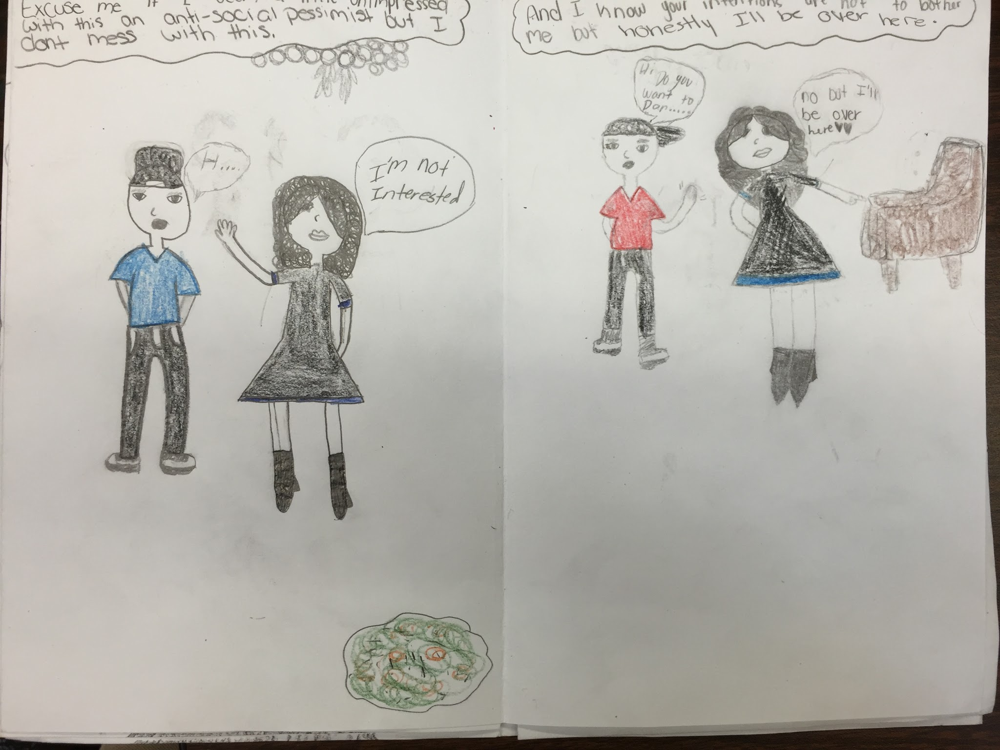 Excuse me if I a little unimpressed
with this an anti-social pessimist but I
dont mess with this.
H.....
I'm not
Interested
And I know your intentions are not to bother
me but honestly I'll be over here.
Hi Do you
want to
Dan.....
no but I'll
be over
here♥♥